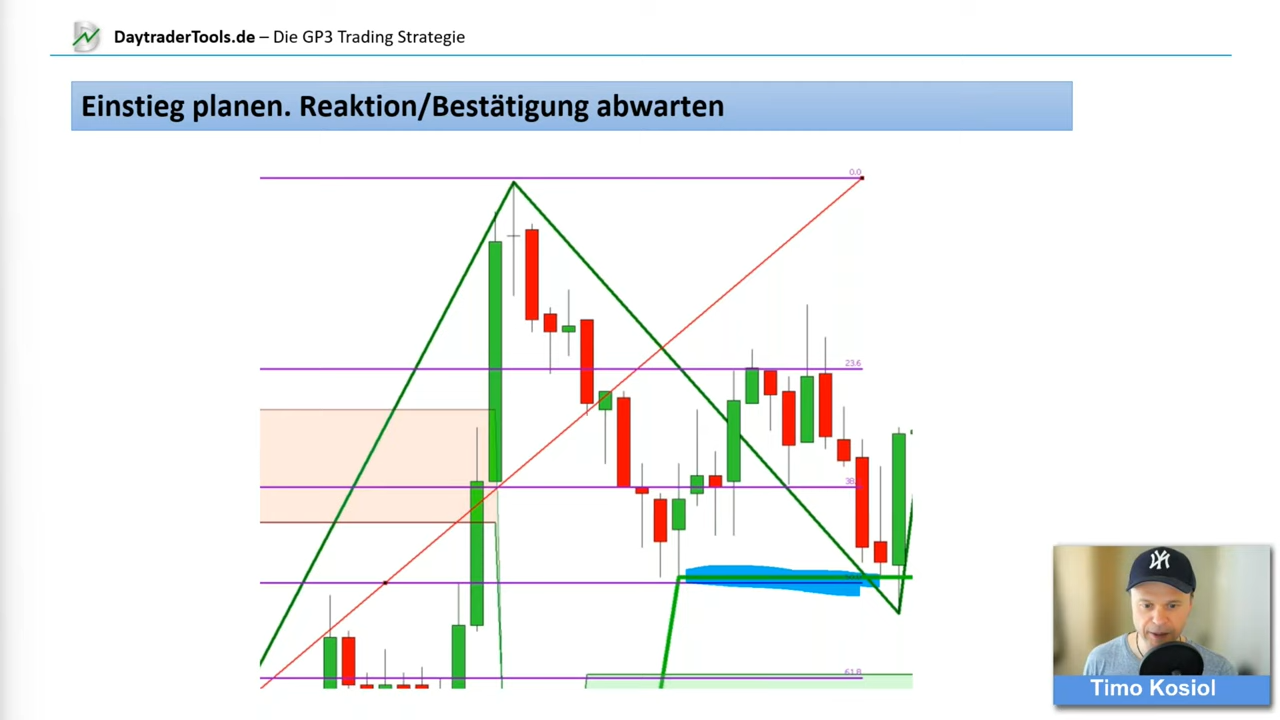 DaytraderTools.de – Die GP3 Trading Strategie
Einstieg planen. Reaktion/Bestätigung abwarten
0.0
23.6
61.8
Timo Kosiol